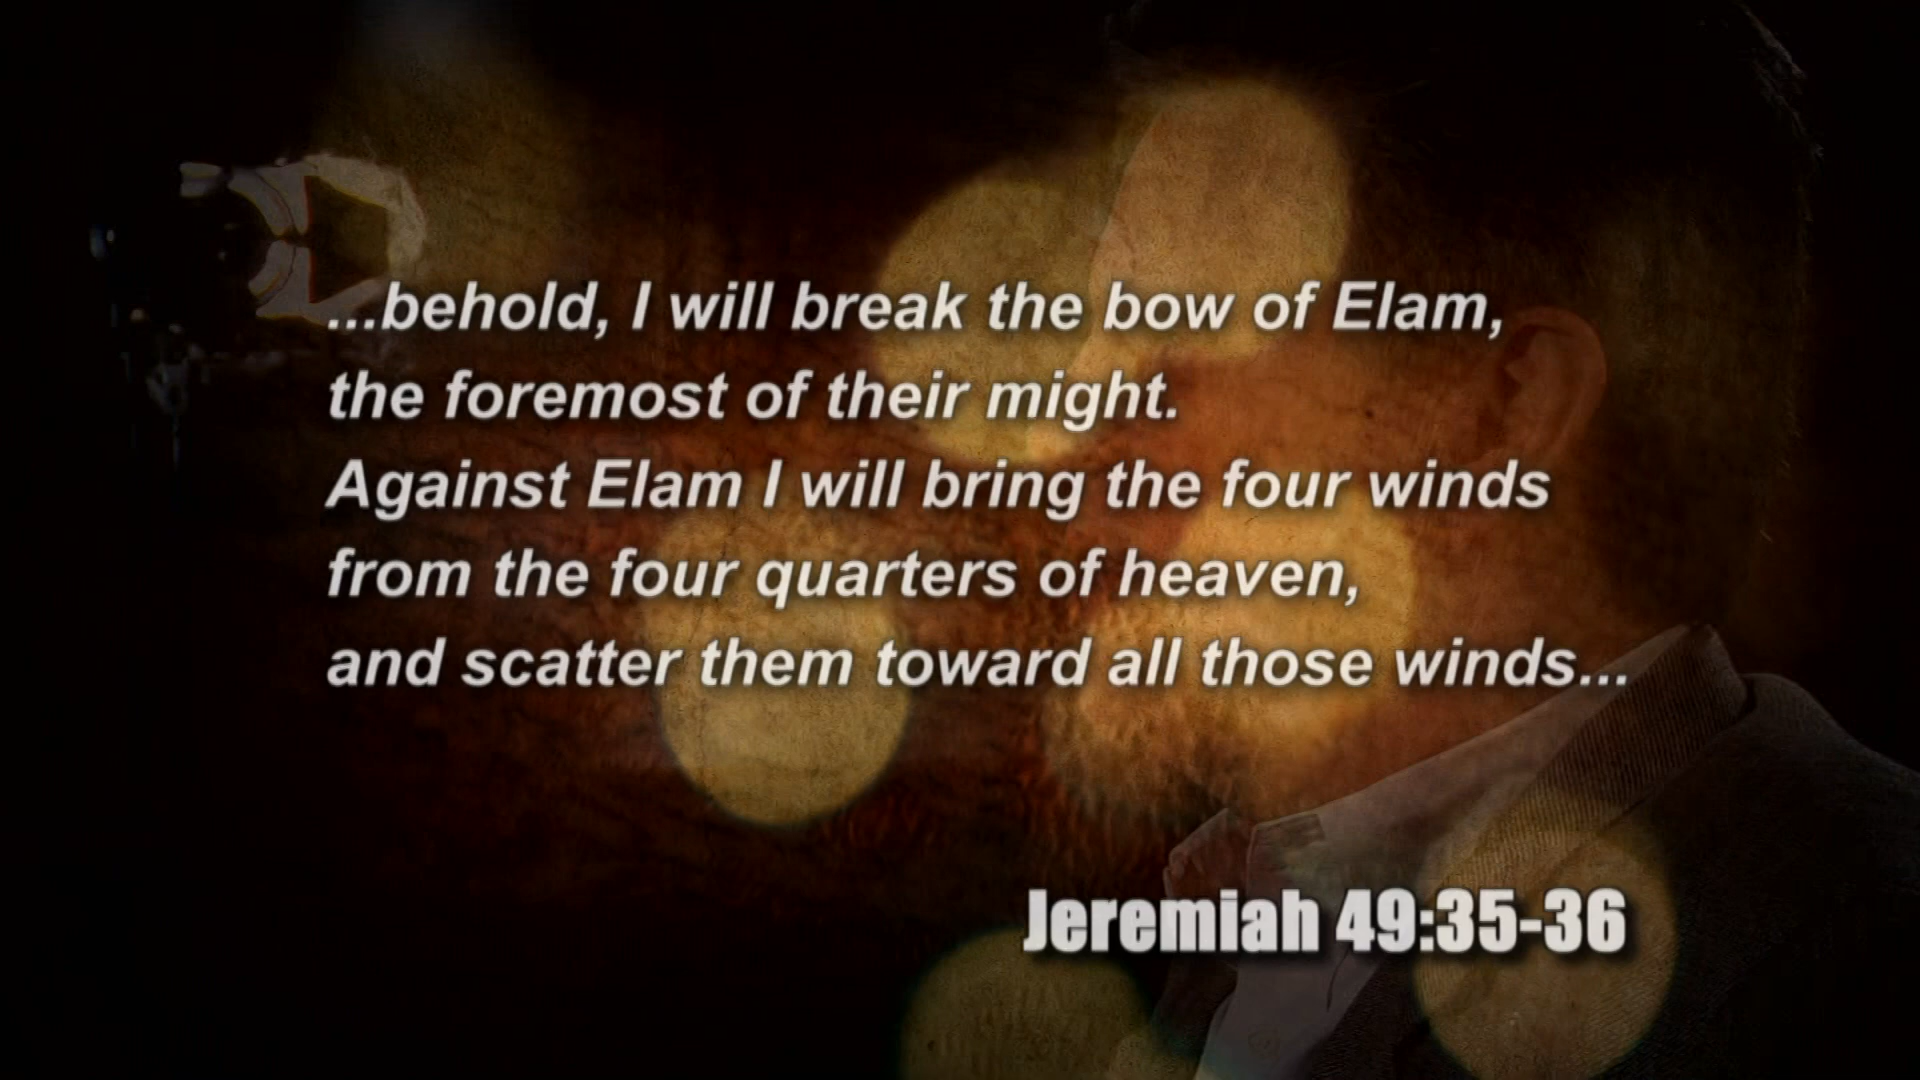 ...behold, I will break the bow of Elam,
the foremost of their might.
Against Elam I will bring the four winds
from the four quarters of heaven,
and scatter them toward all those winds...
Jeremiah 49:35-36